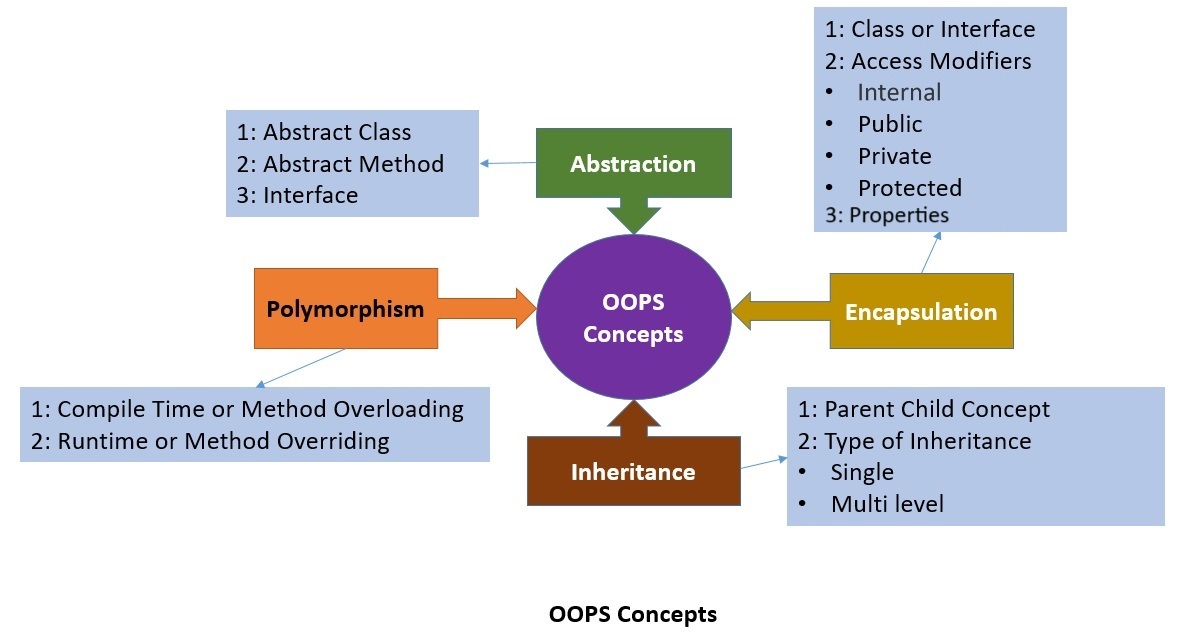 1: Class or Interface
2: Access Modifiers
• Internal
• Public
• Private
• Protected
3: Properties
1: Abstract Class
2: Abstract Method
3: Interface
Abstraction
Polymorphism
OOPS
Concepts
Encapsulation
1: Compile Time or Method Overloading
2: Runtime or Method Overriding
Inheritance
1: Parent Child Concept
2: Type of Inheritance
• Single
• Multi level
OOPS Concepts